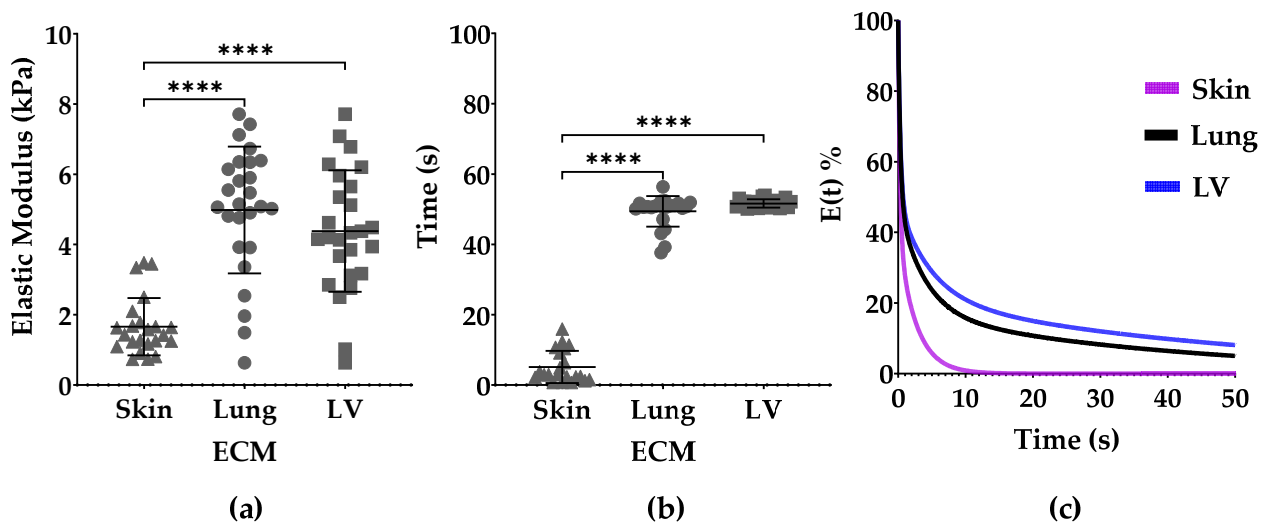 Elastic Modulus (kPa)
10
8
6
4
2
0
****
****
Skin Lung LV
ECM
(a)
Time (s)
100
80
60
40
20
0
****
****
Skin Lung LV
ECM
(b)
E(t) %
100
80
60
40
20
0
Skin
Lung
LV
0 10 20 30 40 50
Time (s)
(c)